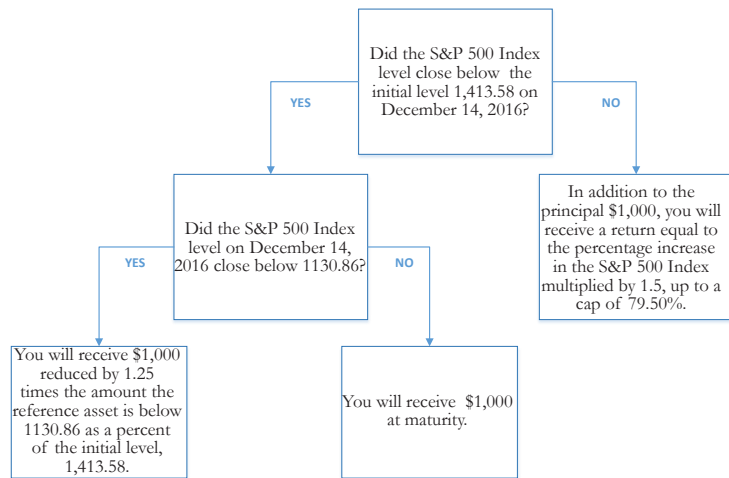 Did the S&P 500 Index
level close below the
initial level 1,413.58 on
December 14, 2016?
YES
NO
Did the S&P 500 Index
level on December 14,
2016 close below 1130.86?
In addition to the
principal $1,000, you will
receive a return equal to
the percentage increase
in the S&P 500 Index
multiplied by 1.5, up to a
cap of 79.50%.
YES
NO
You will receive $1,000
reduced by 1.25
times the amount the
reference asset is below
1130.86 as a percent
of the initial level,
1,413.58.
You will receive $1,000
at maturity.